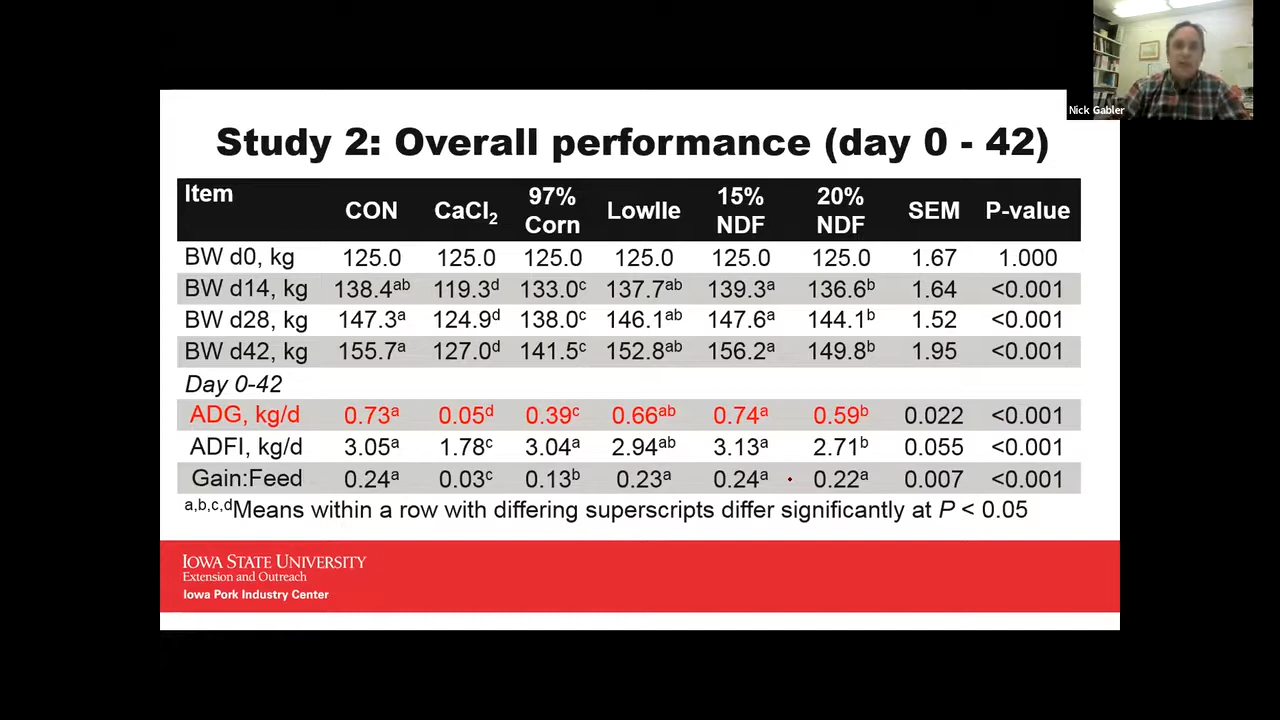 Nick Gabler
Study 2: Overall performance (day 0 - 42)
Item CON CaCl₂ 97% Corn LowIle 15% NDF 20% NDF SEM P-value
BW d0, kg 125.0 125.0 125.0 125.0 125.0 125.0 1.67 1.000
BW d14, kg 138.4ᵃᵇ 119.3ᵈ 133.0ᶜ 137.7ᵃᵇ 139.3ᵃ 136.6ᵇ 1.64 <0.001
BW d28, kg 147.3ᵃ 124.9ᵈ 138.0ᶜ 146.1ᵃᵇ 147.6ᵃ 144.1ᵇ 1.52 <0.001
BW d42, kg 155.7ᵃ 127.0ᵈ 141.5ᶜ 152.8ᵃᵇ 156.2ᵃ 149.8ᵇ 1.95 <0.001
Day 0-42
ADG, kg/d 0.73ᵃ 0.05ᵈ 0.39ᶜ 0.66ᵃᵇ 0.74ᵃ 0.59ᵇ 0.022 <0.001
ADFI, kg/d 3.05ᵃ 1.78ᶜ 3.04ᵃ 2.94ᵃᵇ 3.13ᵃ 2.71ᵇ 0.055 <0.001
Gain:Feed 0.24ᵃ 0.03ᶜ 0.13ᵇ 0.23ᵃ 0.24ᵃ 0.22ᵃ 0.007 <0.001
ᵃ,ᵇ,ᶜ,ᵈMeans within a row with differing superscripts differ significantly at P < 0.05
IOWA STATE UNIVERSITY
Extension and Outreach
Iowa Pork Industry Center